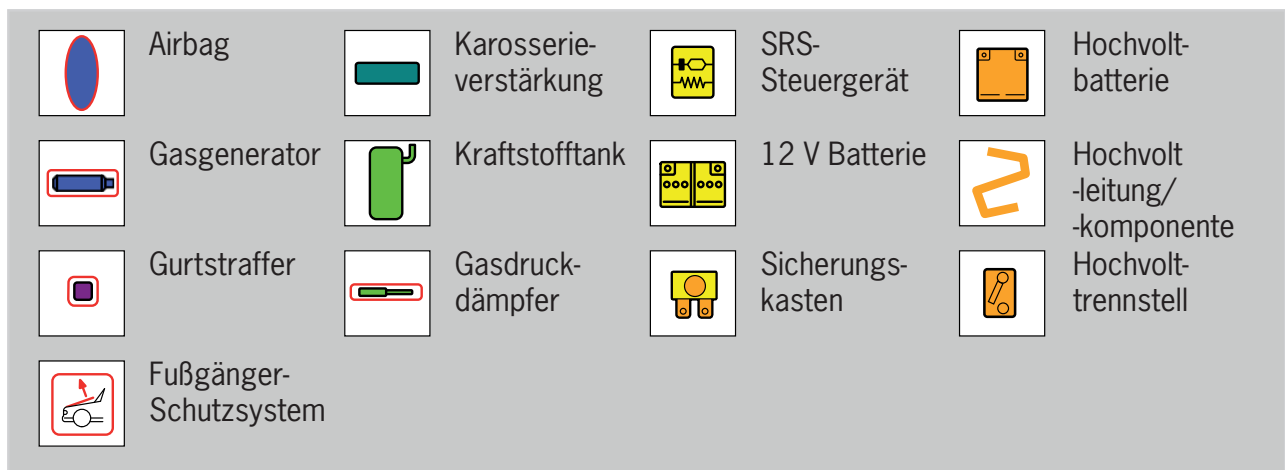 Airbag
Karosserie-
verstärkung
SRS-
Steuergerät
Hochvolt-
batterie
Gasgenerator
Kraftstofftank
12 V Batterie
Hochvolt
-leitung/
-komponente
Gurtstraffer
Gasdruck-
dämpfer
Sicherungs-
kasten
Hochvolt-
trennstell
Fußgänger-
Schutzsystem